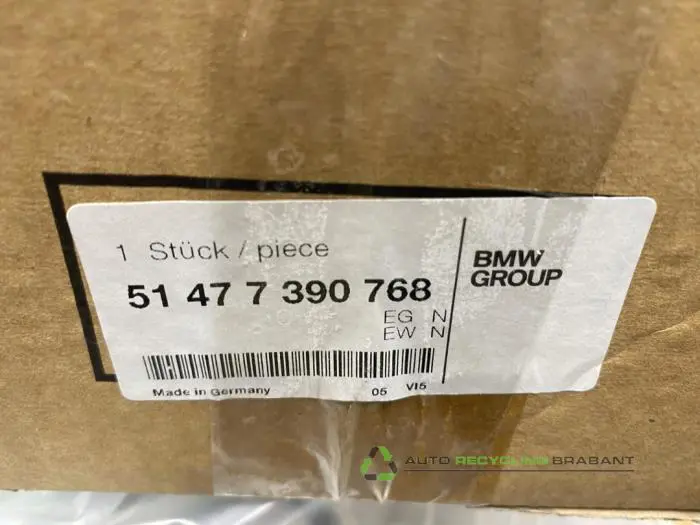 1 Stück / piece
51 47 7 390 768
EG N
EW N
Made in Germany 05 VI5
BMW
GROUP
AUTO RECYCLING BRABANT